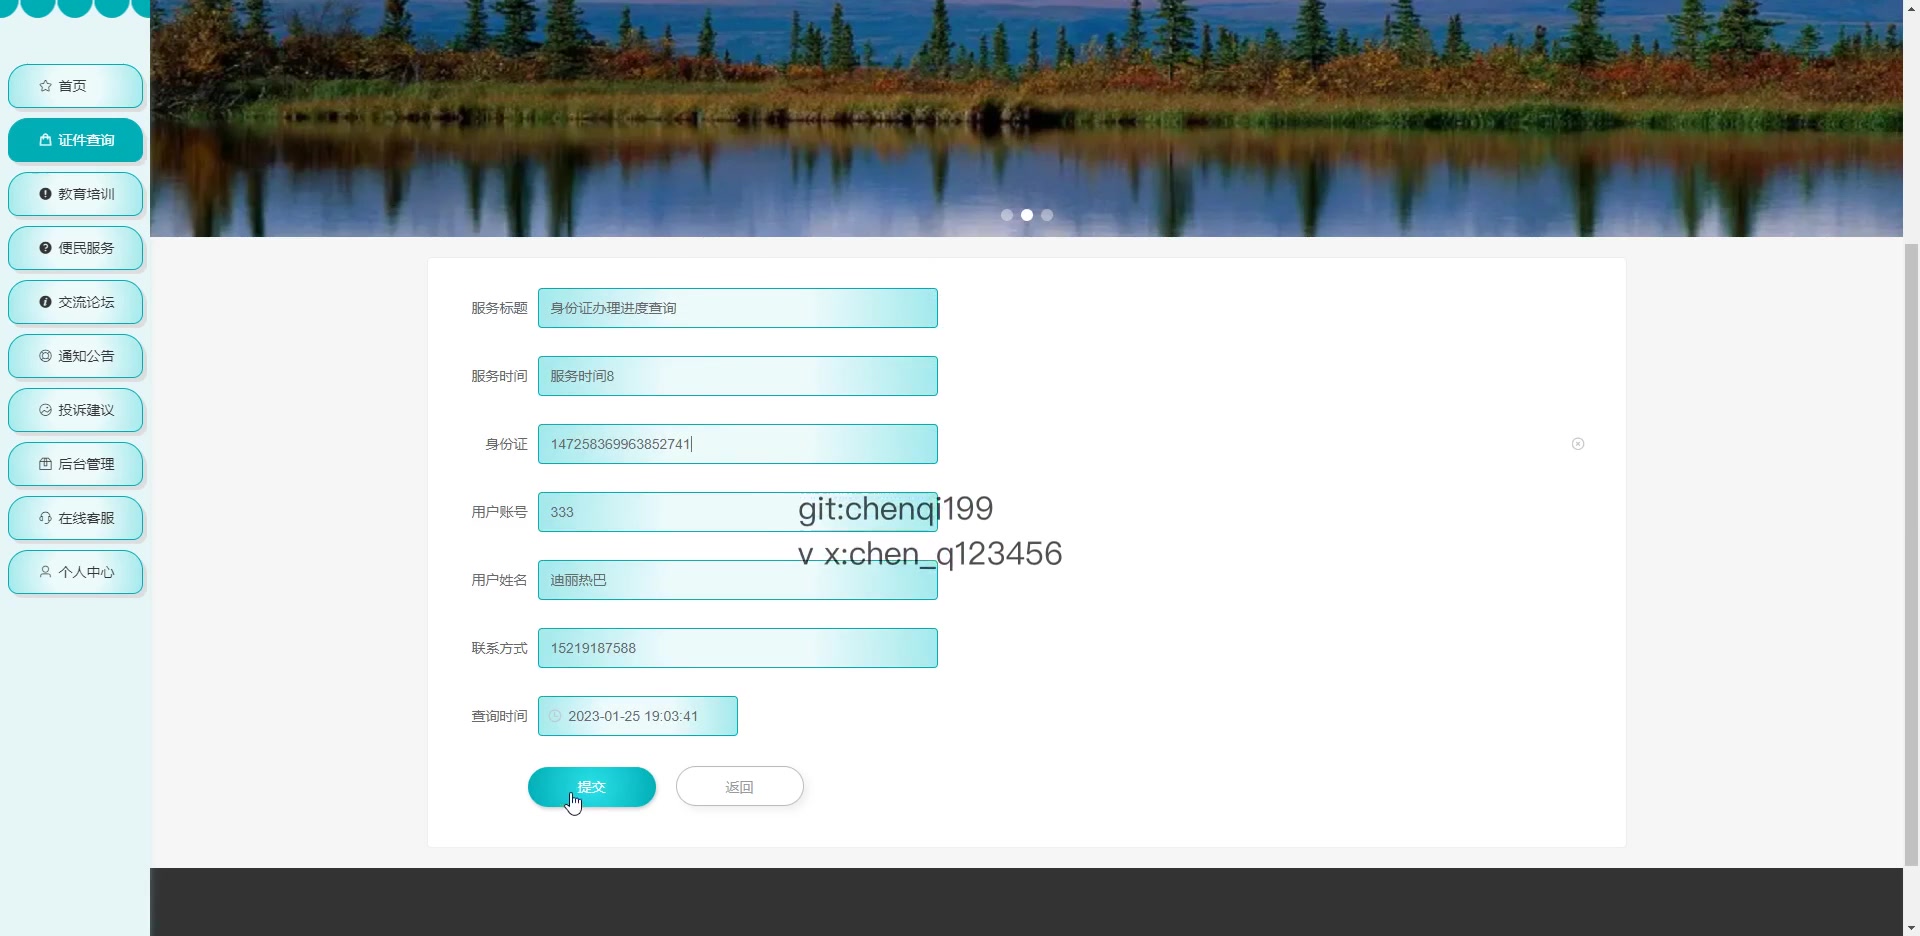 首页
证件查询
教育培训
便民服务
交流论坛
通知公告
投诉建议
后台管理
在线客服
个人中心
服务标题 身份证办理进度查询
服务时间 服务时间8
身份证 147258369963852741
用户账号 333
git:chenqi199
v x:chen_q123456
用户姓名 迪丽热巴
联系方式 15219187588
查询时间 2023-01-25 19:03:41
提交 返回